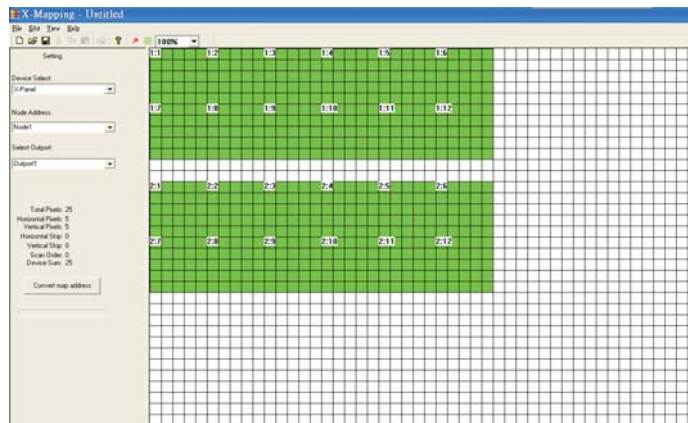 X-Mapping - Untitled
File Edit View Help
100%
Setting
Device Select:
X-Panel
Node Address:
Node1
Select Outport:
Outport1
Total Pixels: 25
Horizontal Pixels: 5
Vertical Pixels: 5
Horizontal Skip: 0
Vertical Skip: 0
Scan Order: 0
Device Sum: 25
Convert map address
1:1 1:2 1:3 1:4 1:5 1:6
1:7 1:8 1:9 1:10 1:11 1:12
2:1 2:2 2:3 2:4 2:5 2:6
2:7 2:8 2:9 2:10 2:11 2:12